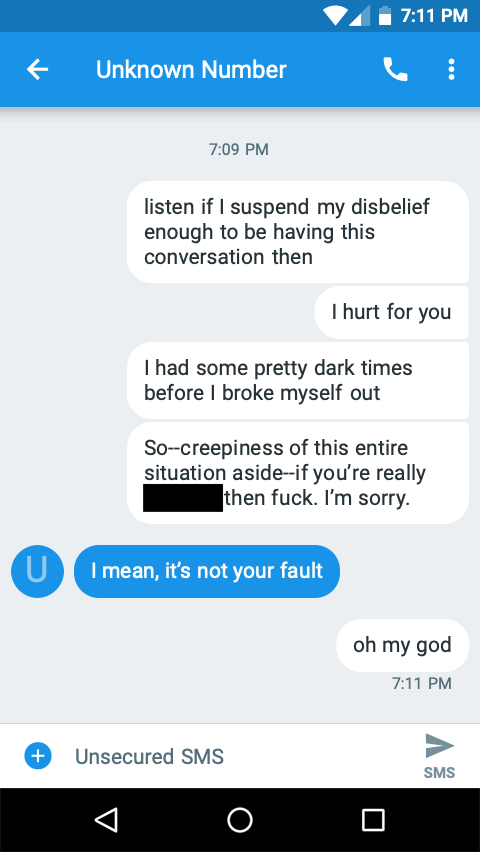 7:11 PM
Unknown Number
7:09 PM
listen if I suspend my disbelief
enough to be having this
conversation then
I hurt for you
I had some pretty dark times
before I broke myself out
So--creepiness of this entire
situation aside--if you’re really
then fuck. I’m sorry.
U
I mean, it’s not your fault
oh my god
7:11 PM
Unsecured SMS
SMS